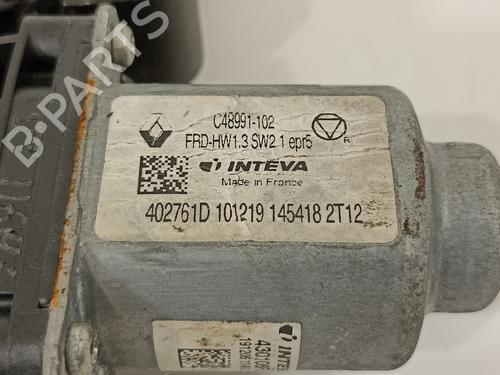 C48991-102
FRD-HW1.3 SW2.1 epr5
R
INTEVA
Made in France
402761D 101219 145418 2T12
B-PARTS